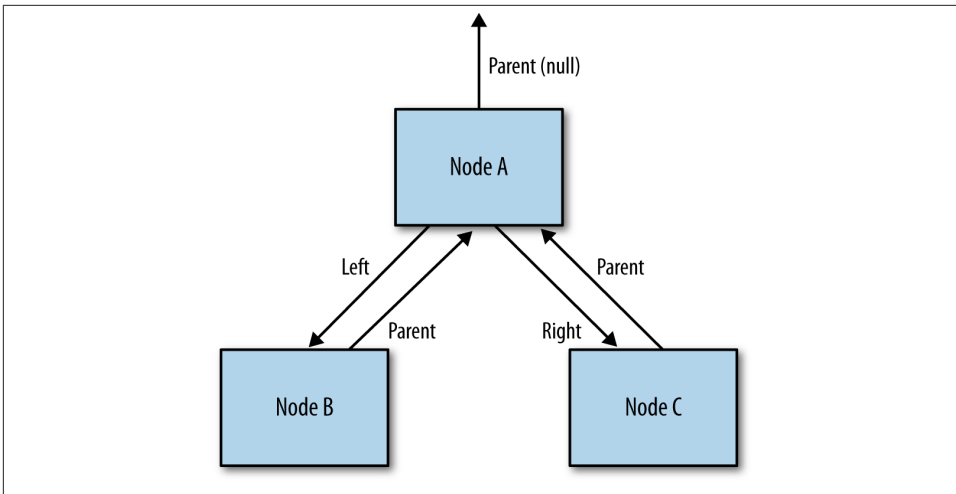 Parent (null)
Node A
Left
Parent
Parent
Right
Node B
Node C